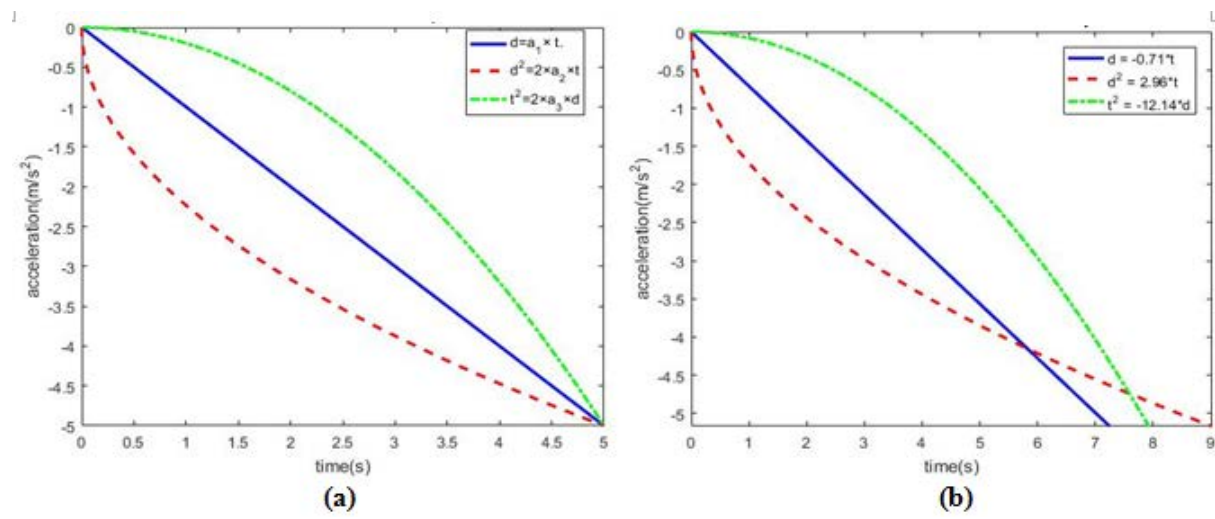 d=a₁× t.
d²=2×a₂×t
t²=2×a₃×d
0
-0.5
-1
-1.5
-2
-2.5
-3
-3.5
-4
-4.5
-5
acceleration(m/s²)
0 0.5 1 1.5 2 2.5 3 3.5 4 4.5 5
time(s)
(a)
d = -0.71*t
d² = 2.96*t
t² = -12.14*d
0
-0.5
-1
-1.5
-2
-2.5
-3
-3.5
-4
-4.5
-5
acceleration(m/s²)
0 1 2 3 4 5 6 7 8 9
time(s)
(b)